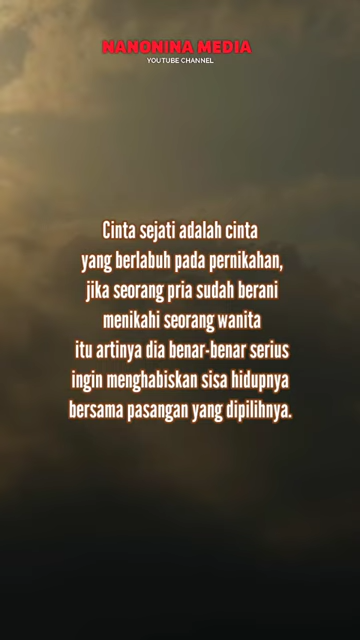 NANONINA MEDIA
YOUTUBE CHANNEL
Cinta sejati adalah cinta
yang berlabuh pada pernikahan,
jika seorang pria sudah berani
menikahi seorang wanita
itu artinya dia benar-benar serius
ingin menghabiskan sisa hidupnya
bersama pasangan yang dipilihnya.